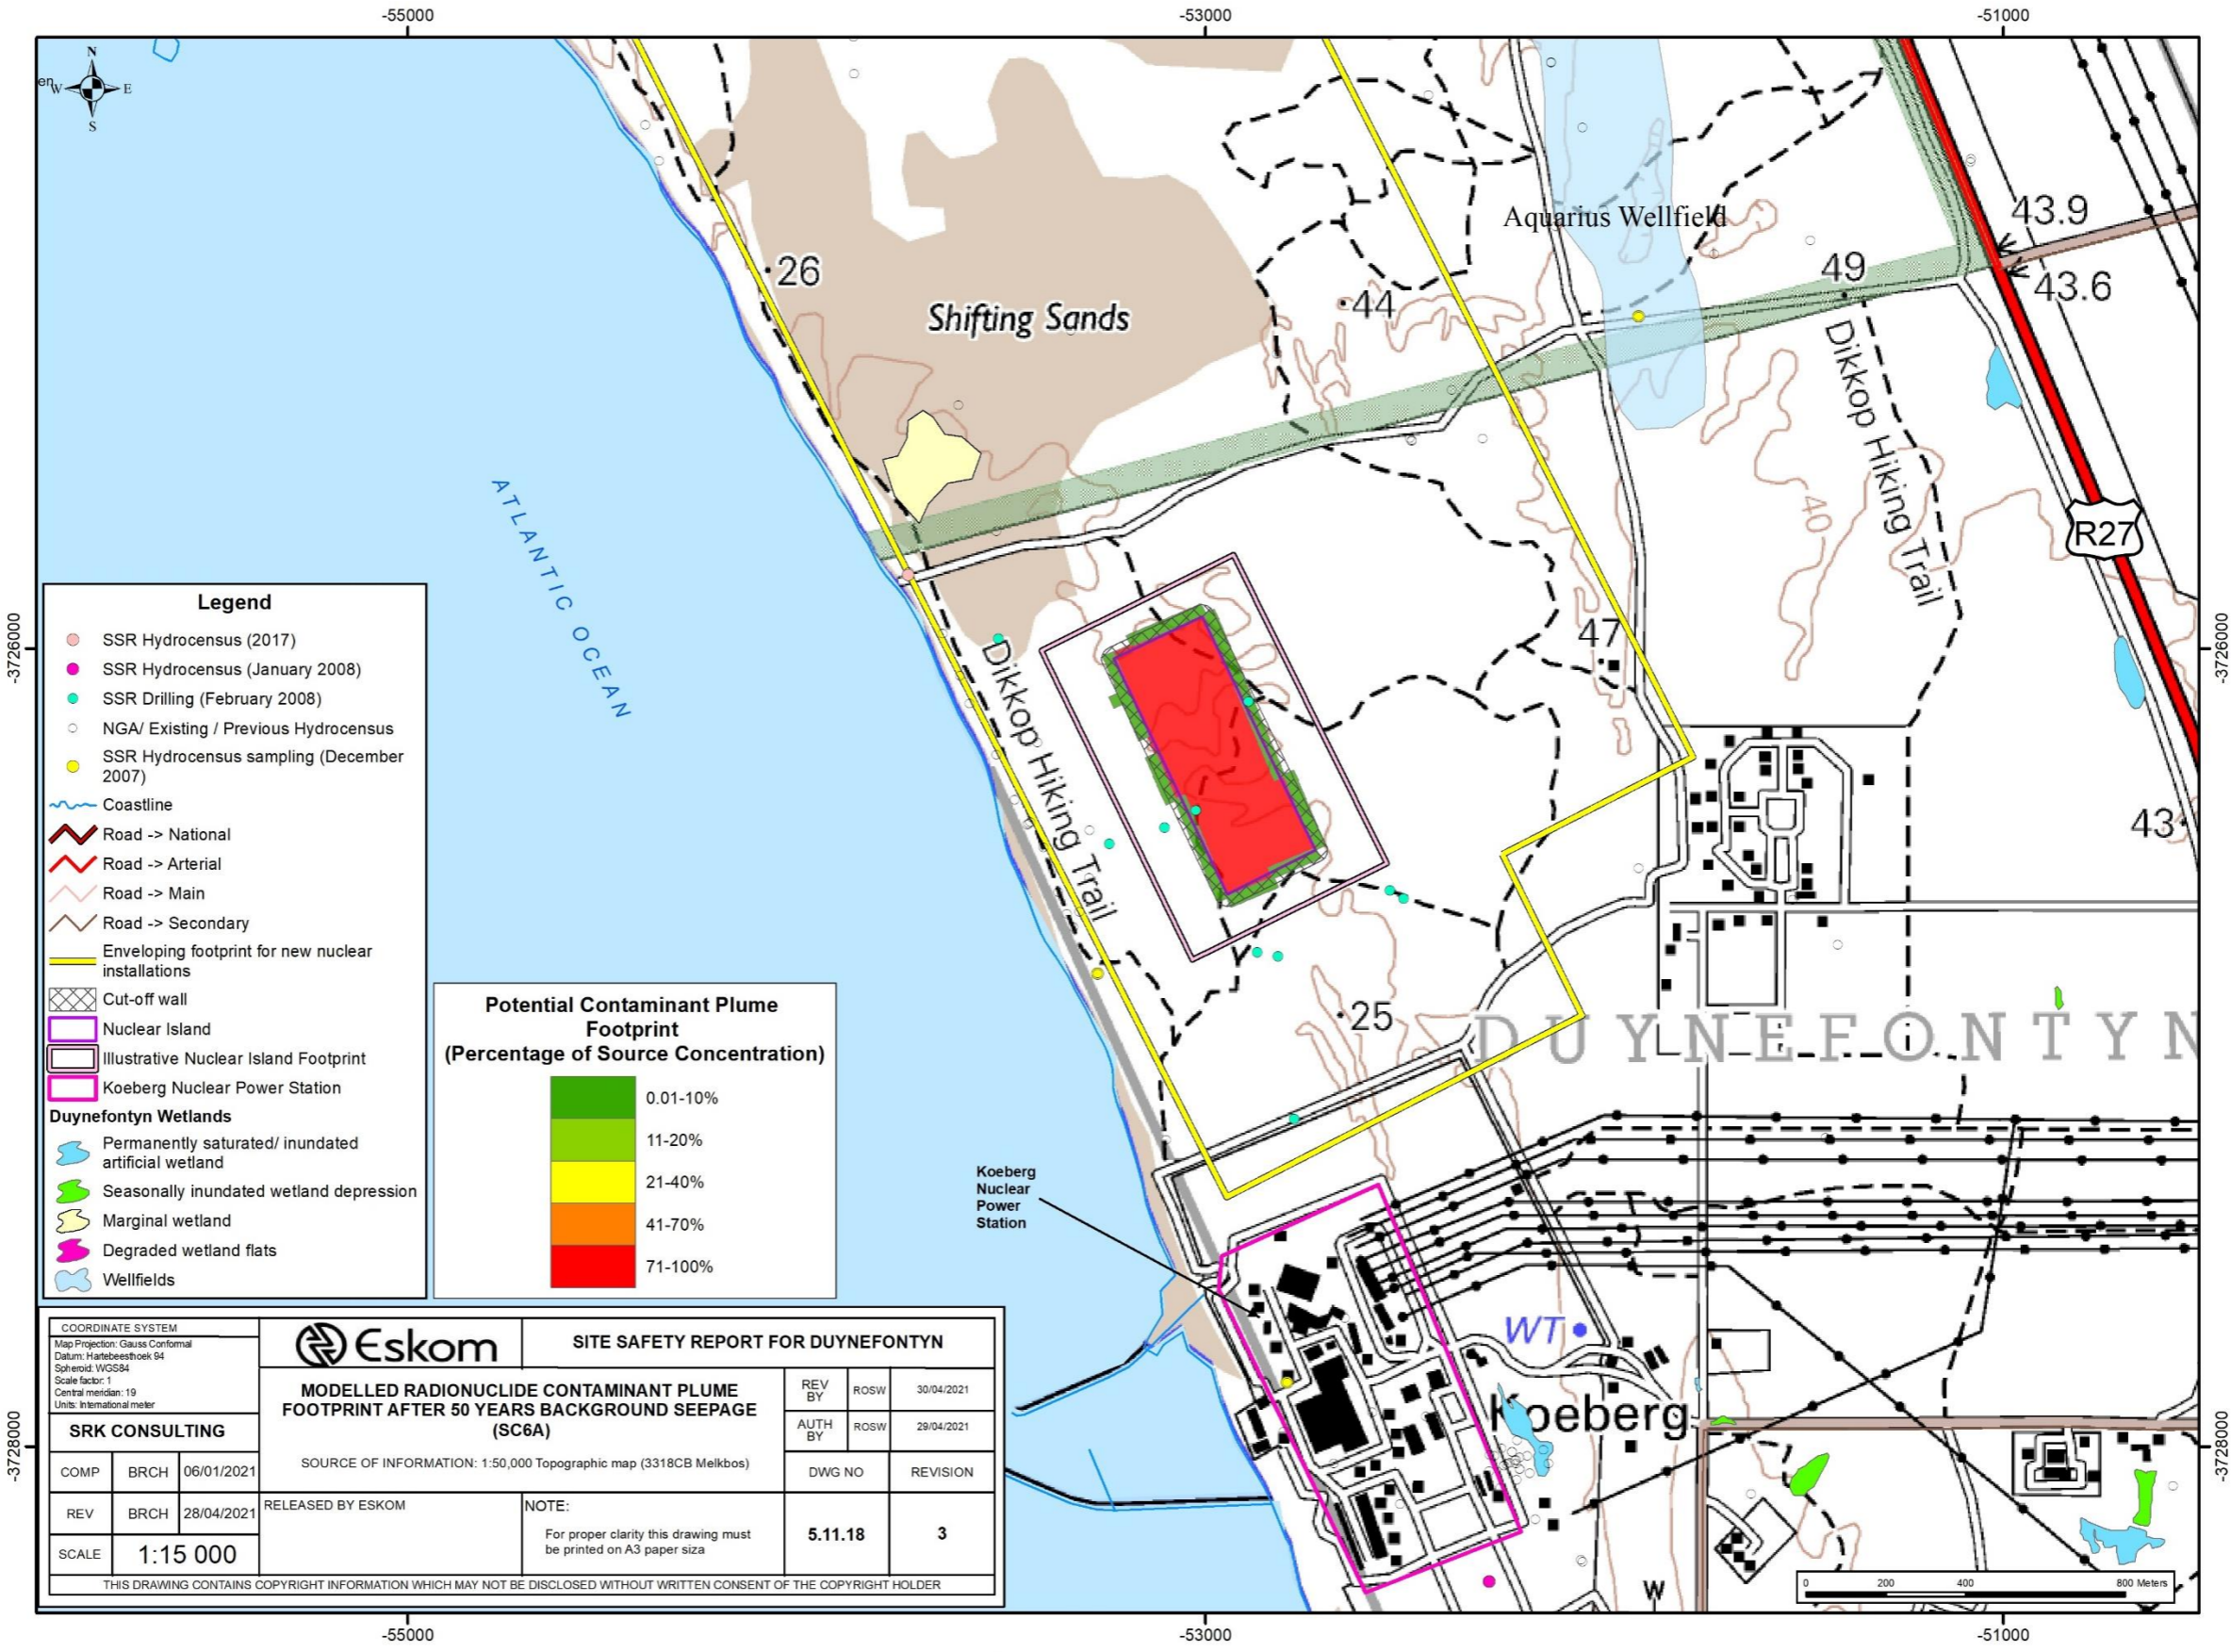 -55000
-53000
-51000
N
en
W
E
S
Aquarius Wellfield
43.9
26
49
43.6
Shifting Sands
44
Dikkop Hiking Trail
40
R27
ATLANTIC OCEAN
-3726000
-3726000
47
Dikkop Hiking Trail
43
25
DUYNEFONTYN
Legend
SSR Hydrocensus (2017)
SSR Hydrocensus (January 2008)
SSR Drilling (February 2008)
NGA/ Existing / Previous Hydrocensus
SSR Hydrocensus sampling (December
2007)
Coastline
Road -> National
Road -> Arterial
Road -> Main
Road -> Secondary
Enveloping footprint for new nuclear
installations
Cut-off wall
Nuclear Island
Illustrative Nuclear Island Footprint
Koeberg Nuclear Power Station
Duynefontyn Wetlands
Permanently saturated/ inundated
artificial wetland
Seasonally inundated wetland depression
Marginal wetland
Degraded wetland flats
Wellfields
Potential Contaminant Plume
Footprint
(Percentage of Source Concentration)
0.01-10%
11-20%
21-40%
41-70%
71-100%
Koeberg
Nuclear
Power
Station
WT
Koeberg
W
-3728000
-3728000
COORDINATE SYSTEM
Map Projection: Gauss Conformal
Datum: Hartebeesthoek 94
Spheroid: WGS84
Scale factor: 1
Central meridian: 19
Units: International meter
SRK CONSULTING
COMP BRCH 06/01/2021
REV BRCH 28/04/2021
SCALE 1:15 000
Eskom
SITE SAFETY REPORT FOR DUYNEFONTYN
MODELLED RADIONUCLIDE CONTAMINANT PLUME
FOOTPRINT AFTER 50 YEARS BACKGROUND SEEPAGE
(SC6A)
SOURCE OF INFORMATION: 1:50,000 Topographic map (3318CB Melkbos)
REV
BY
ROSW 30/04/2021
AUTH
BY
ROSW 29/04/2021
DWG NO REVISION
5.11.18 3
RELEASED BY ESKOM
NOTE:
For proper clarity this drawing must
be printed on A3 paper siza
THIS DRAWING CONTAINS COPYRIGHT INFORMATION WHICH MAY NOT BE DISCLOSED WITHOUT WRITTEN CONSENT OF THE COPYRIGHT HOLDER
0 200 400 800 Meters
-55000
-53000
-51000